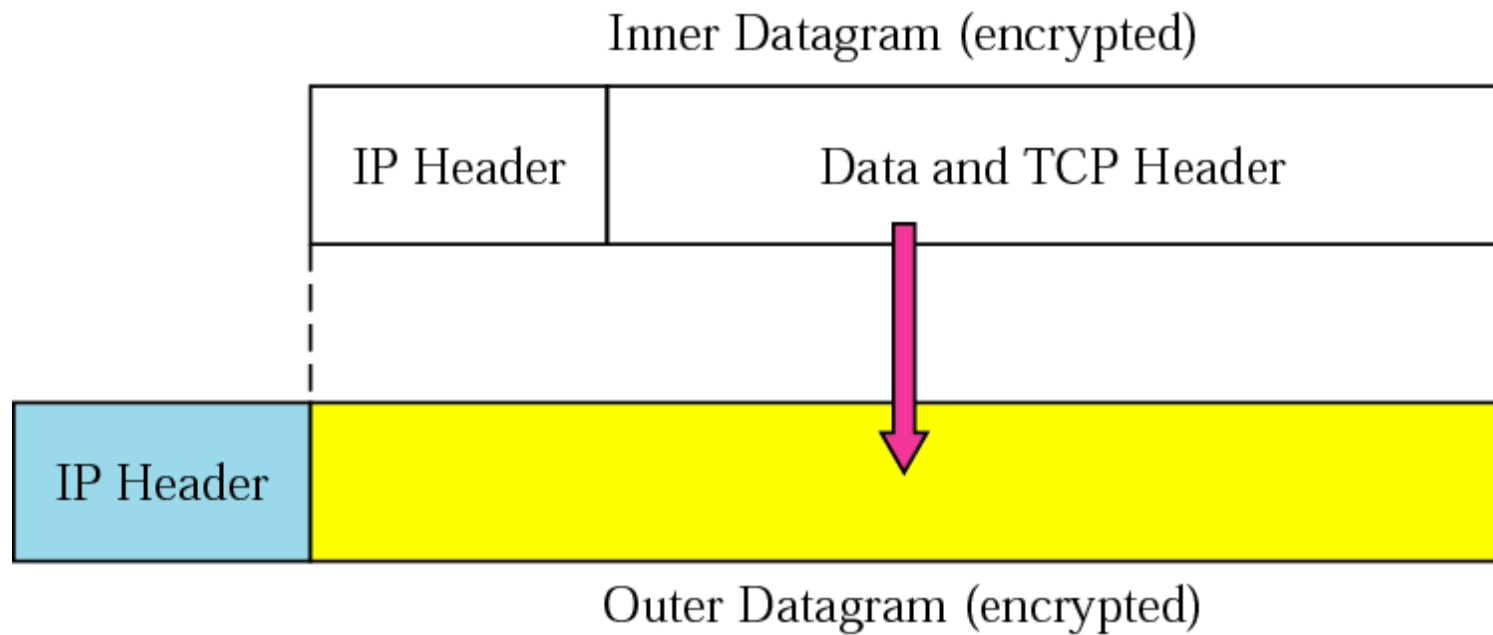 Inner Datagram (encrypted)
IP Header
Data and TCP Header
IP Header
Outer Datagram (encrypted)